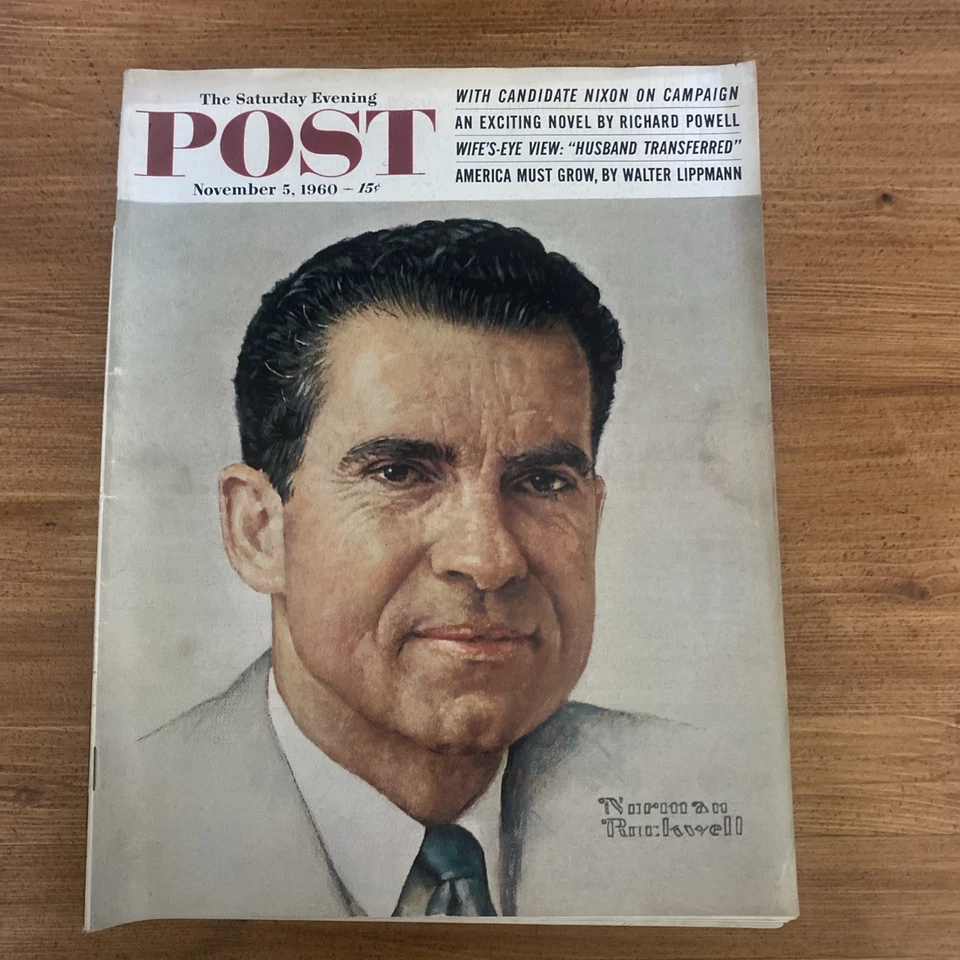 The Saturday Evening
POST
November 5, 1960 – 15¢
WITH CANDIDATE NIXON ON CAMPAIGN
AN EXCITING NOVEL BY RICHARD POWELL
WIFE'S-EYE VIEW: "HUSBAND TRANSFERRED"
AMERICA MUST GROW, BY WALTER LIPPMANN
Norman
Rockwell